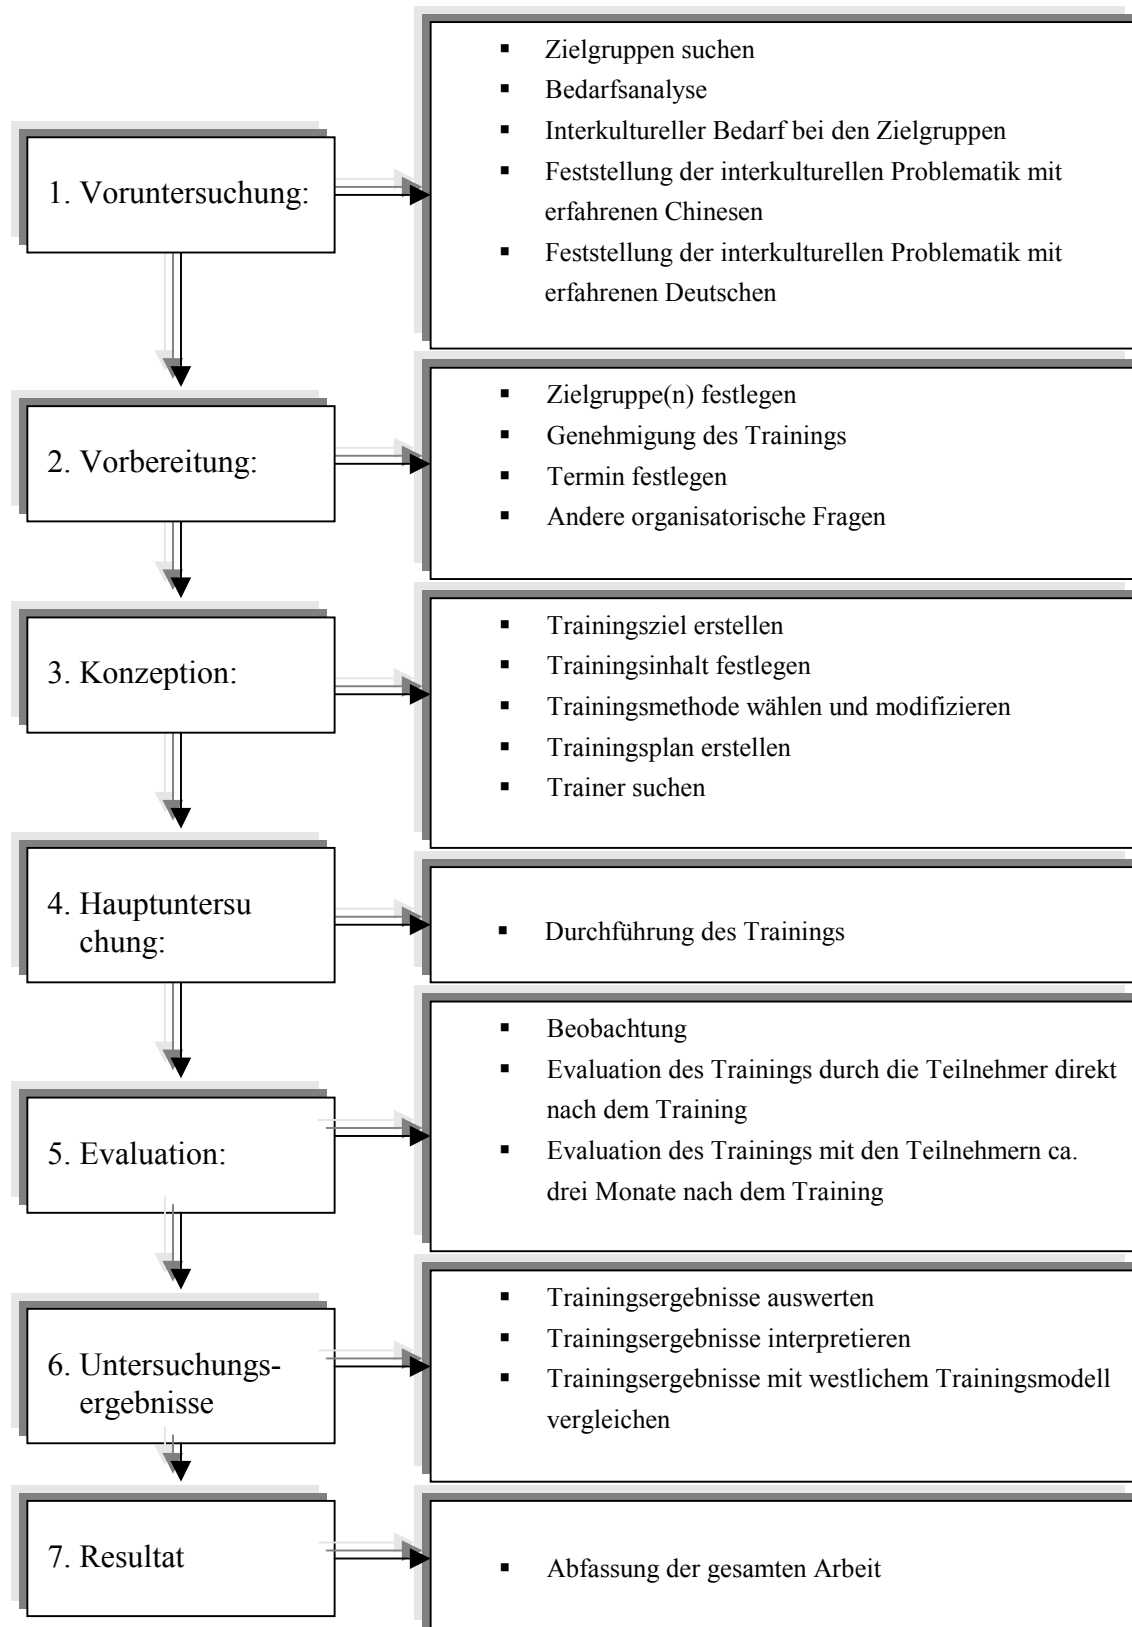 1. Voruntersuchung:
▪ Zielgruppen suchen
▪ Bedarfsanalyse
▪ Interkultureller Bedarf bei den Zielgruppen
▪ Feststellung der interkulturellen Problematik mit
erfahrenen Chinesen
▪ Feststellung der interkulturellen Problematik mit
erfahrenen Deutschen
2. Vorbereitung:
▪ Zielgruppe(n) festlegen
▪ Genehmigung des Trainings
▪ Termin festlegen
▪ Andere organisatorische Fragen
3. Konzeption:
▪ Trainingsziel erstellen
▪ Trainingsinhalt festlegen
▪ Trainingsmethode wählen und modifizieren
▪ Trainingsplan erstellen
▪ Trainer suchen
4. Hauptuntersu
chung:
▪ Durchführung des Trainings
5. Evaluation:
▪ Beobachtung
▪ Evaluation des Trainings durch die Teilnehmer direkt
nach dem Training
▪ Evaluation des Trainings mit den Teilnehmern ca.
drei Monate nach dem Training
6. Untersuchungs-
ergebnisse
▪ Trainingsergebnisse auswerten
▪ Trainingsergebnisse interpretieren
▪ Trainingsergebnisse mit westlichem Trainingsmodell
vergleichen
7. Resultat
▪ Abfassung der gesamten Arbeit